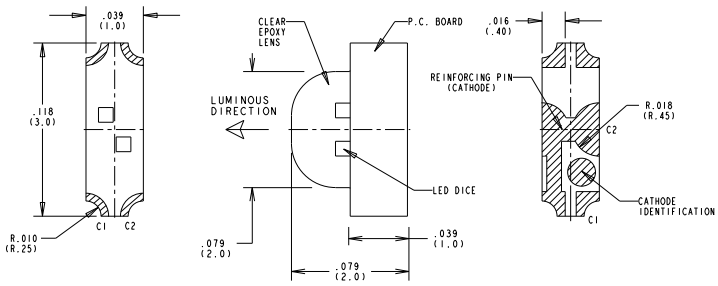 .039
(1.0)
.118
(3.0)
R.010
(R.25)
C1
C2
CLEAR
EPOXY
LENS
P.C. BOARD
LUMINOUS
DIRECTION
LED DICE
.079
(2.0)
.039
(1.0)
.079
(2.0)
.016
(.40)
REINFORCING PIN
(CATHODE)
R.018
(R.45)
C2
CATHODE
IDENTIFICATION
C1